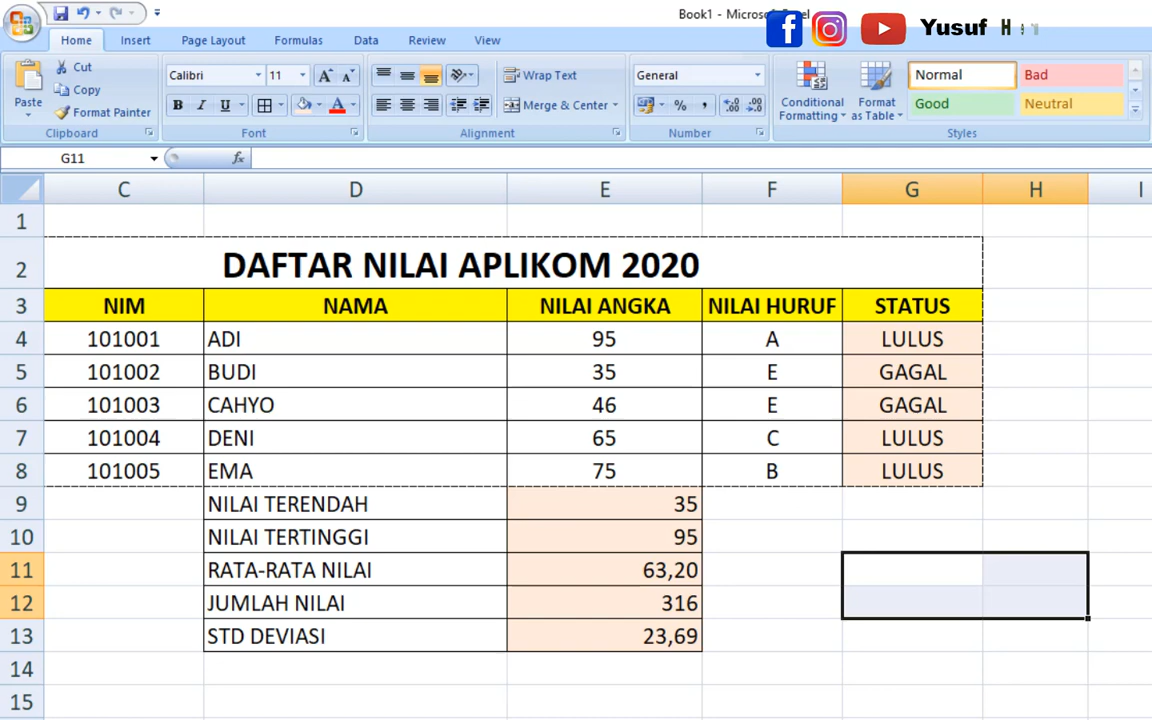 Book1 - Microsoft Excel
Yusuf H
Home Insert Page Layout Formulas Data Review View
Paste
Cut
Copy
Format Painter
Clipboard
Calibri 11
B I U
Font
Wrap Text
Merge & Center
Alignment
General
Number
Conditional Formatting
Format as Table
Normal Bad
Good Neutral
Styles
G11 fx
C D E F G H I
1
2 DAFTAR NILAI APLIKOM 2020
3 NIM NAMA NILAI ANGKA NILAI HURUF STATUS
4 101001 ADI 95 A LULUS
5 101002 BUDI 35 E GAGAL
6 101003 CAHYO 46 E GAGAL
7 101004 DENI 65 C LULUS
8 101005 EMA 75 B LULUS
9 NILAI TERENDAH 35
10 NILAI TERTINGGI 95
11 RATA-RATA NILAI 63,20
12 JUMLAH NILAI 316
13 STD DEVIASI 23,69
14
15